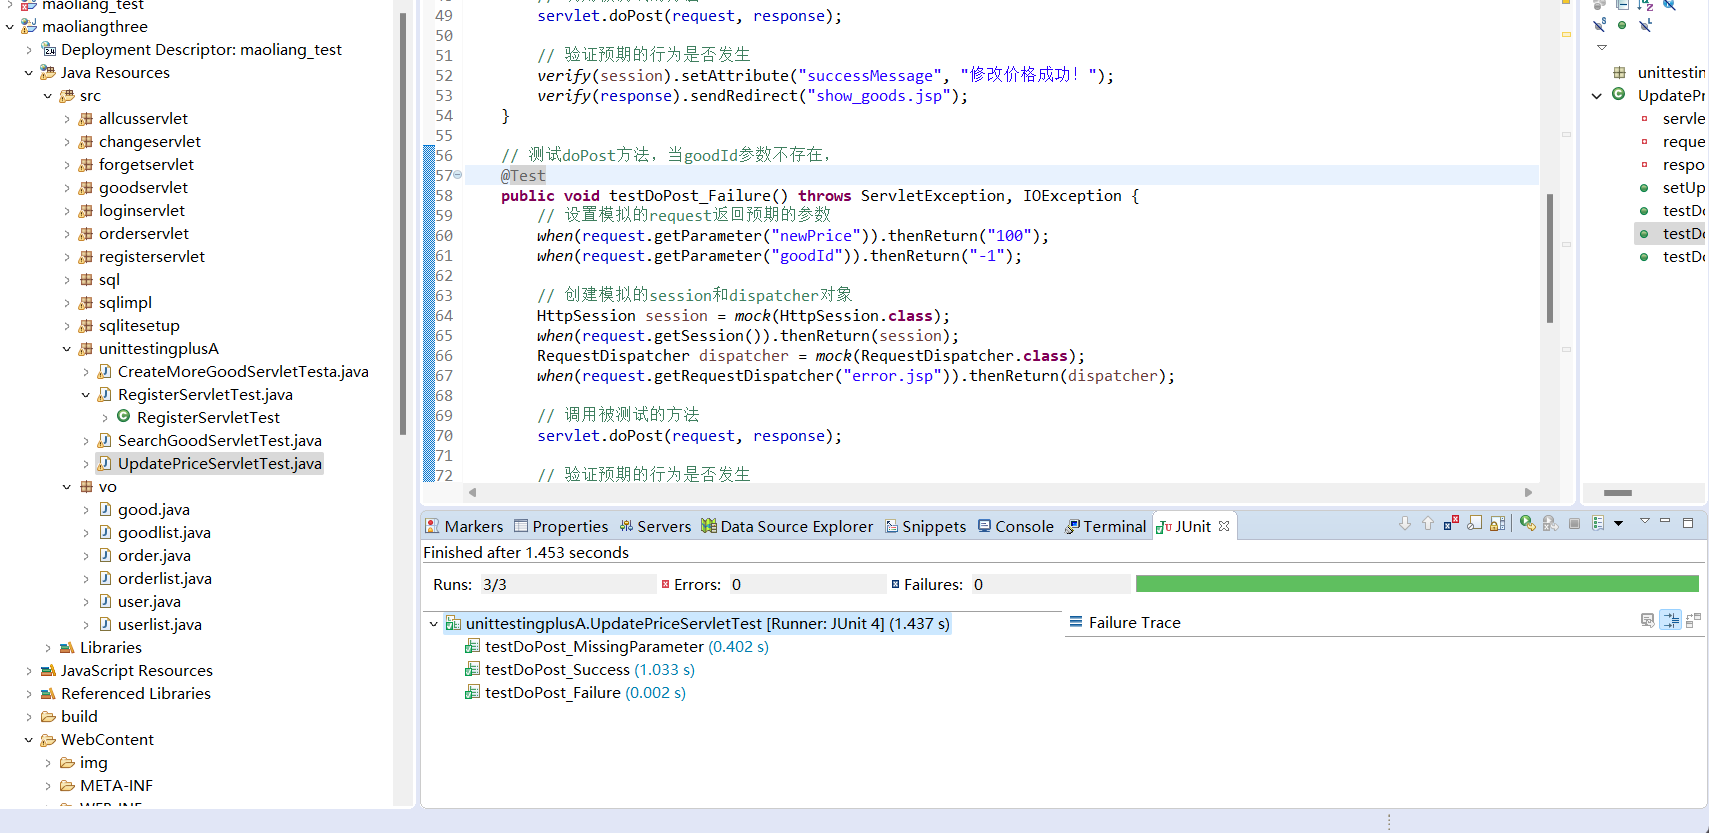 maoliang_test
maoliangthree
Deployment Descriptor: maoliang_test
Java Resources
src
allcusservlet
changeservlet
forgetservlet
goodservlet
loginservlet
orderservlet
registerservlet
sql
sqlimpl
sqlitesetup
unittestingplusA
CreateMoreGoodServletTesta.java
RegisterServletTest.java
RegisterServletTest
SearchGoodServletTest.java
UpdatePriceServletTest.java
vo
good.java
goodlist.java
order.java
orderlist.java
user.java
userlist.java
Libraries
JavaScript Resources
Referenced Libraries
build
WebContent
img
META-INF
WEB-INF
49 servlet.doPost(request, response);
50
51 // 验证预期的行为是否发生
52 verify(session).setAttribute("successMessage", "修改价格成功！");
53 verify(response).sendRedirect("show_goods.jsp");
54 }
55
56 // 测试doPost方法，当goodId参数不存在，
57 @Test
58 public void testDoPost_Failure() throws ServletException, IOException {
59 // 设置模拟的request返回预期的参数
60 when(request.getParameter("newPrice")).thenReturn("100");
61 when(request.getParameter("goodId")).thenReturn("-1");
62
63 // 创建模拟的session和dispatcher对象
64 HttpSession session = mock(HttpSession.class);
65 when(request.getSession()).thenReturn(session);
66 RequestDispatcher dispatcher = mock(RequestDispatcher.class);
67 when(request.getRequestDispatcher("error.jsp")).thenReturn(dispatcher);
68
69 // 调用被测试的方法
70 servlet.doPost(request, response);
71
72 // 验证预期的行为是否发生
unittestin
UpdatePr
servle
reque
respo
setUp
testDo
testDo
testDo
Markers Properties Servers Data Source Explorer Snippets Console Terminal JUnit
Finished after 1.453 seconds
Runs: 3/3 Errors: 0 Failures: 0
unittestingplusA.UpdatePriceServletTest [Runner: JUnit 4] (1.437 s)
testDoPost_MissingParameter (0.402 s)
testDoPost_Success (1.033 s)
testDoPost_Failure (0.002 s)
Failure Trace